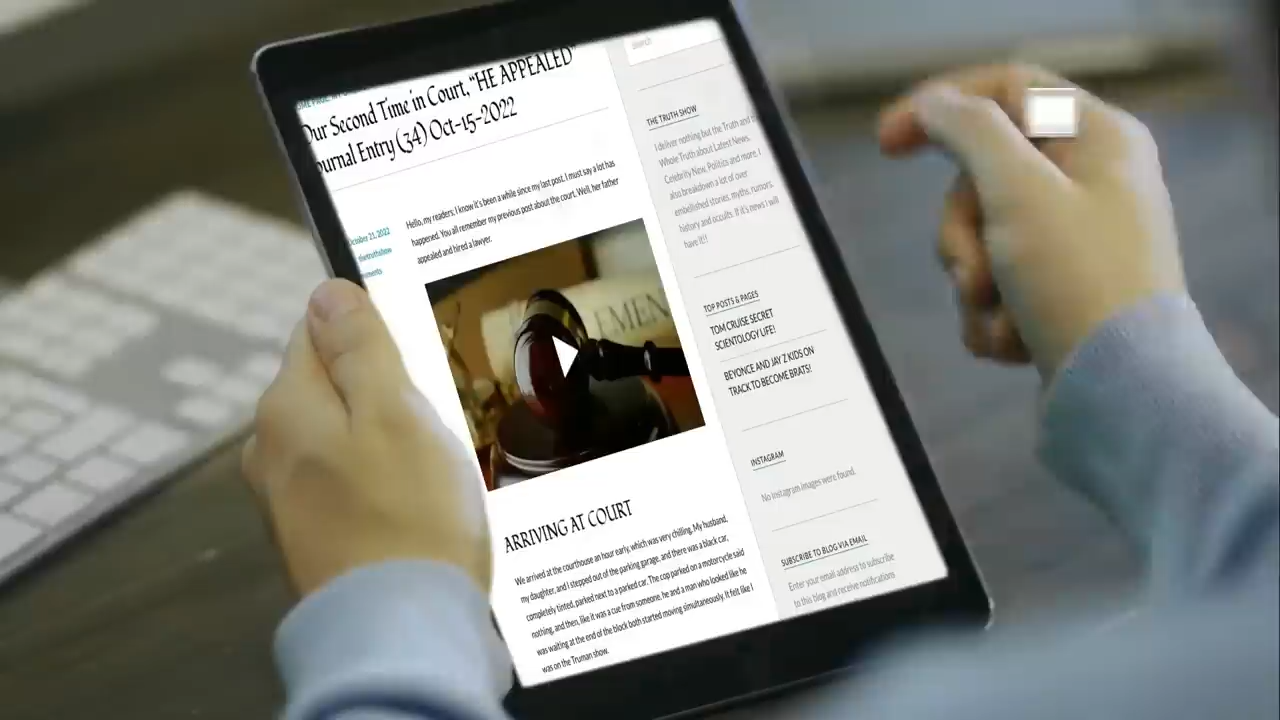 Our Second Time in Court, "HE APPEALED"
Journal Entry (34) Oct-15-2022
October 21, 2022
thetruthshow
Hello, my readers. I know it's been a while since my last post. I must say a lot has
happened. You all remember my previous post about the court. Well, her father
appealed and hired a lawyer.
EMEN
ARRIVING AT COURT
We arrived at the courthouse an hour early, which was very chilling. My husband,
my daughter, and I stepped out of the parking garage, and there was a black car,
completely tinted, parked next to a parked car. The cop parked on a motorcycle said
nothing, and then, like it was a cue from someone, he and a man who looked like he
was waiting at the end of the block both started moving simultaneously. It felt like I
was on the Truman show.
Search
THE TRUTH SHOW
I deliver nothing but the Truth and
Whole Truth about Latest News,
Celebrity New, Politics and more. I
also breakdown a lot of over
embellished stories, myths, rumors,
history and occults. If it's news I will
have it!!
TOP POSTS & PAGES
TOM CRUISE SECRET
SCIENTOLOGY LIFE!
BEYONCE AND JAY Z KIDS ON
TRACK TO BECOME BRATS!
INSTAGRAM
No Instagram images were found.
SUBSCRIBE TO BLOG VIA EMAIL
Enter your email address to subscribe
to this blog and receive notifications